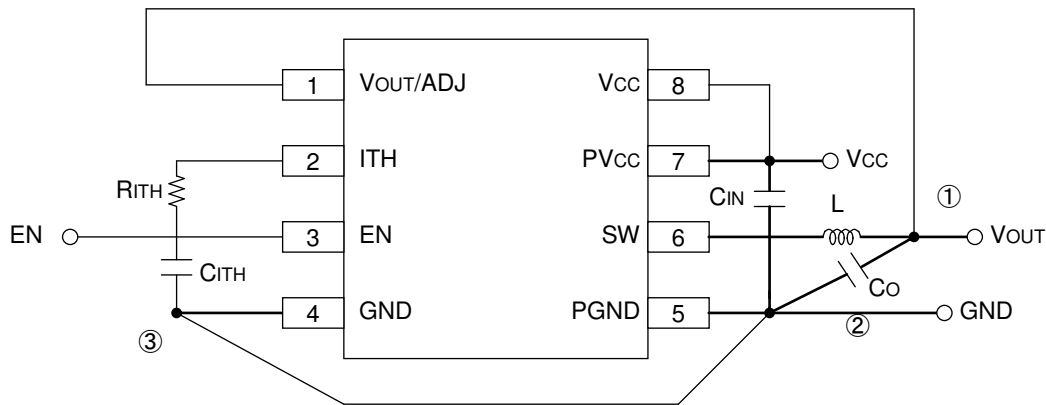 1 VOUT/ADJ
VCC 8
2 ITH
PVCC 7
VCC
RITH
CIN
L
①
EN
3 EN
SW 6
VOUT
CITH
CO
4 GND
PGND 5
②
GND
③